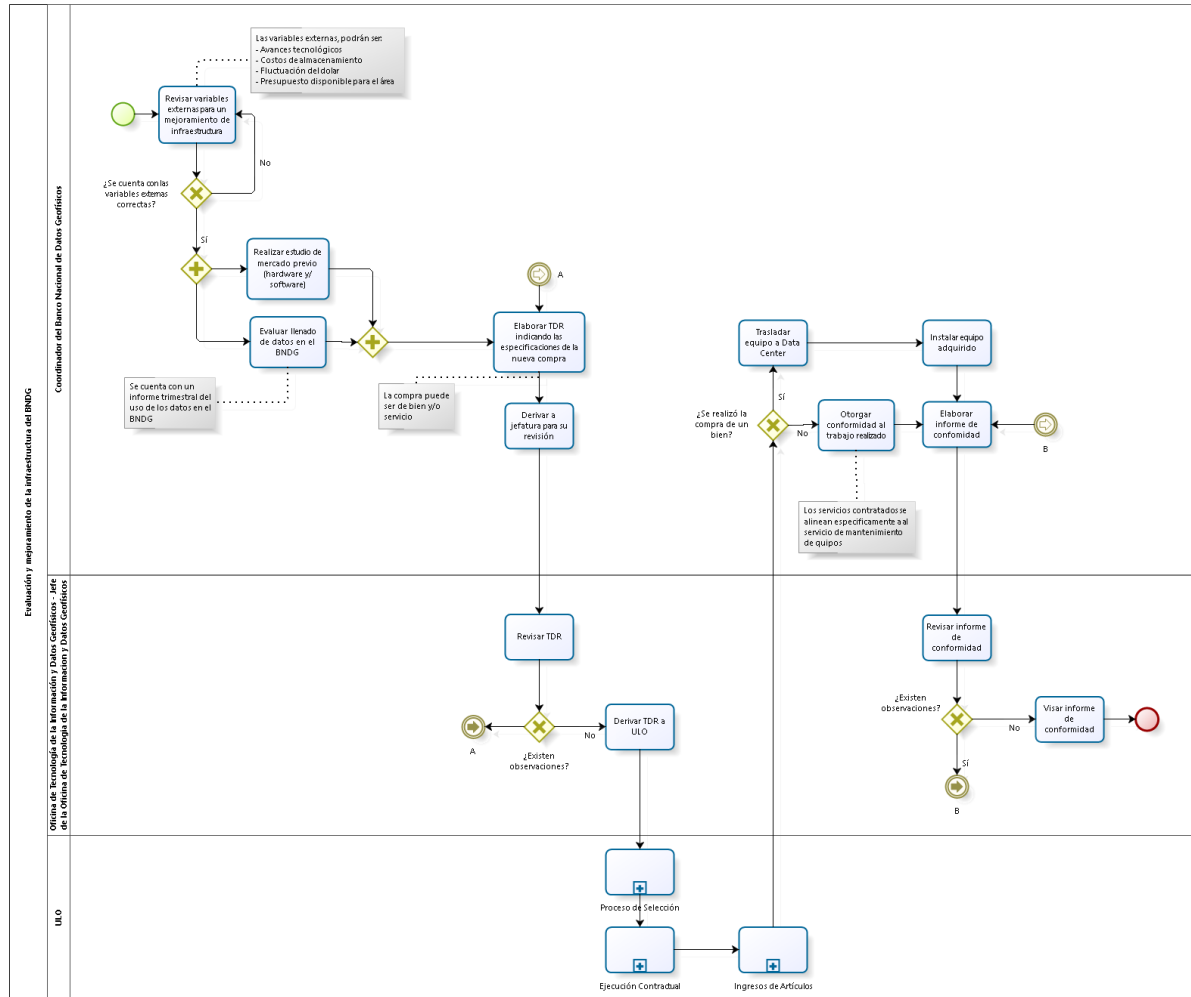 Evaluación y mejoramiento de la infraestructura del BNDG
Coordinador del Banco Nacional de Datos Geofísicos
Las variables externas, podrán ser:
- Avances tecnológicos
- Costos de almacenamiento
- Fluctuación del dolar
- Presupuesto disponible para el área
Revisar variables
externas para un
mejoramiento de
infraestructura
No
¿Se cuenta con las
variables externas
correctas?
Sí
Realizar estudio de
mercado previo
(hardware y/
software)
Evaluar llenado
de datos en el
BNDG
Se cuenta con un
informe trimestral del
uso de los datos en el
BNDG
A
Elaborar TDR
indicando las
especificaciones de la
nueva compra
La compra puede
ser de bien y/o
servicio
Derivar a
jefatura para su
revisión
Trasladar
equipo a Data
Center
Instalar equipo
adquirido
Sí
¿Se realizó la
compra de un
bien?
No
Otorgar
conformidad al
trabajo realizado
Elaborar
informe de
confomidad
B
Los servicios contratados se
alinean especificamente al
servicio de mantenimiento
de quipos
Oficina de Tecnología de la Información y Datos Geofísicos - Jefe
de la Oficina de Tecnologia de la Informacion y Datos Geofísicos
Revisar TDR
A
¿Existen
observaciones?
No
Derivar TDR a
ULO
Revisar informe
de
conformidad
¿Existen
observaciones?
No
Visar informe
de
conformidad
Sí
B
ULO
Proceso de Selección
Ejecución Contractual
Ingresos de Artículos